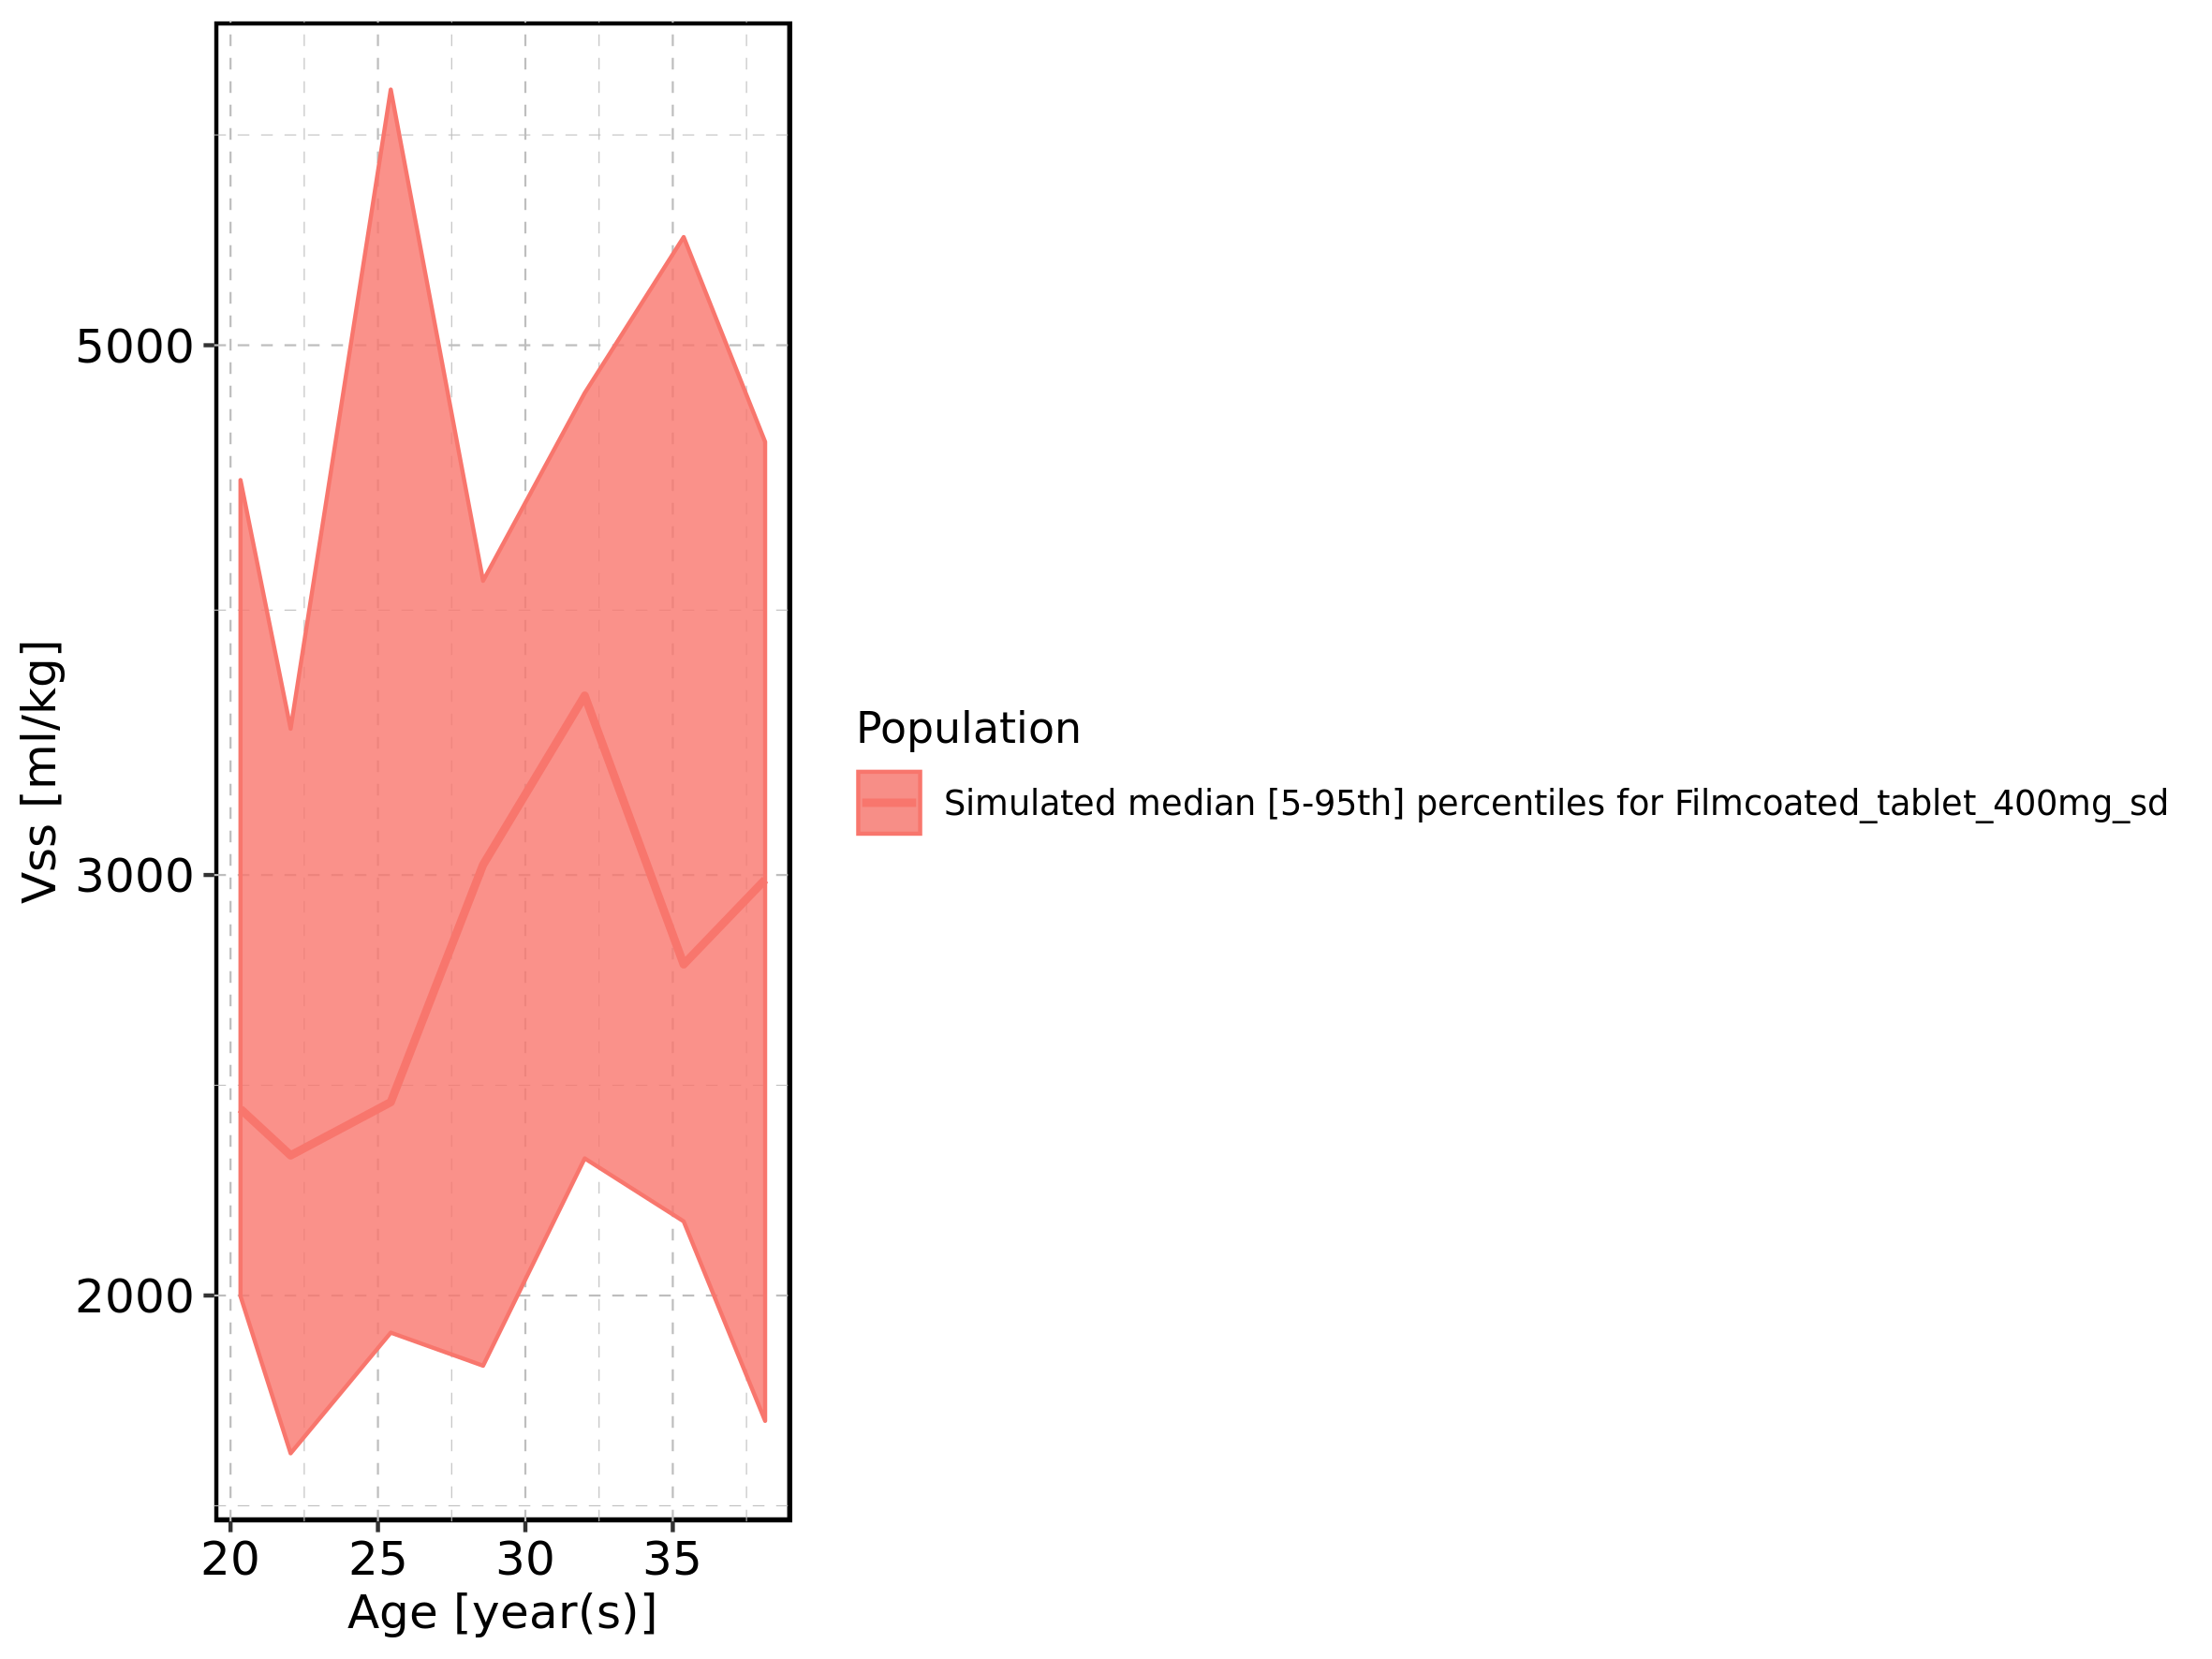 Vss [ml/kg]
5000
3000
2000
20 25 30 35
Age [year(s)]
Population
Simulated median [5-95th] percentiles for Filmcoated_tablet_400mg_sd